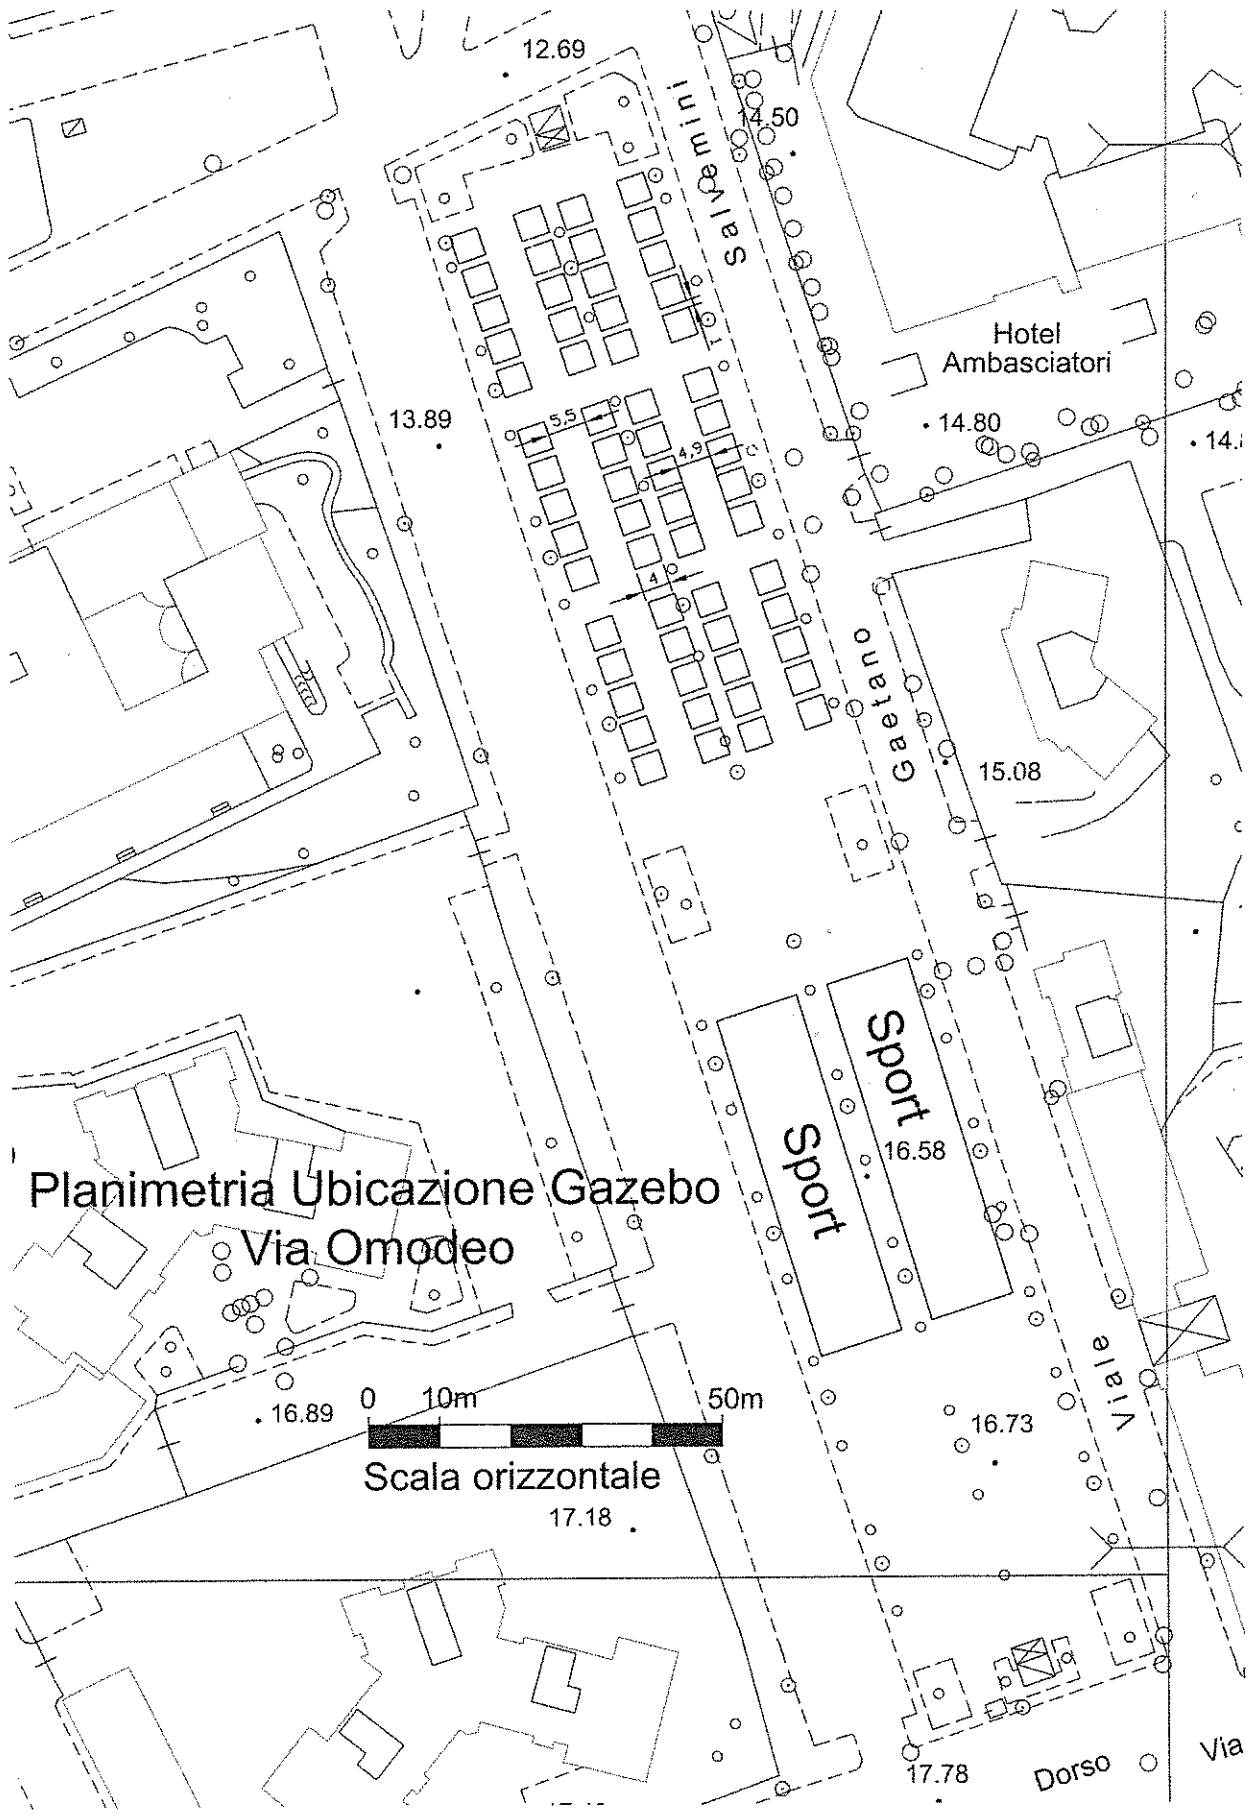 12.69
14.50
Salvemini
Hotel
Ambasciatori
14.80
13.89
5,5
4,9
4
1
Gaetano
15.08
Sport
Sport
16.58
Planimetria Ubicazione Gazebo
Via Omodeo
Viale
0 10m 50m
16.89
16.73
Scala orizzontale
17.18
17.78
Dorso
Via